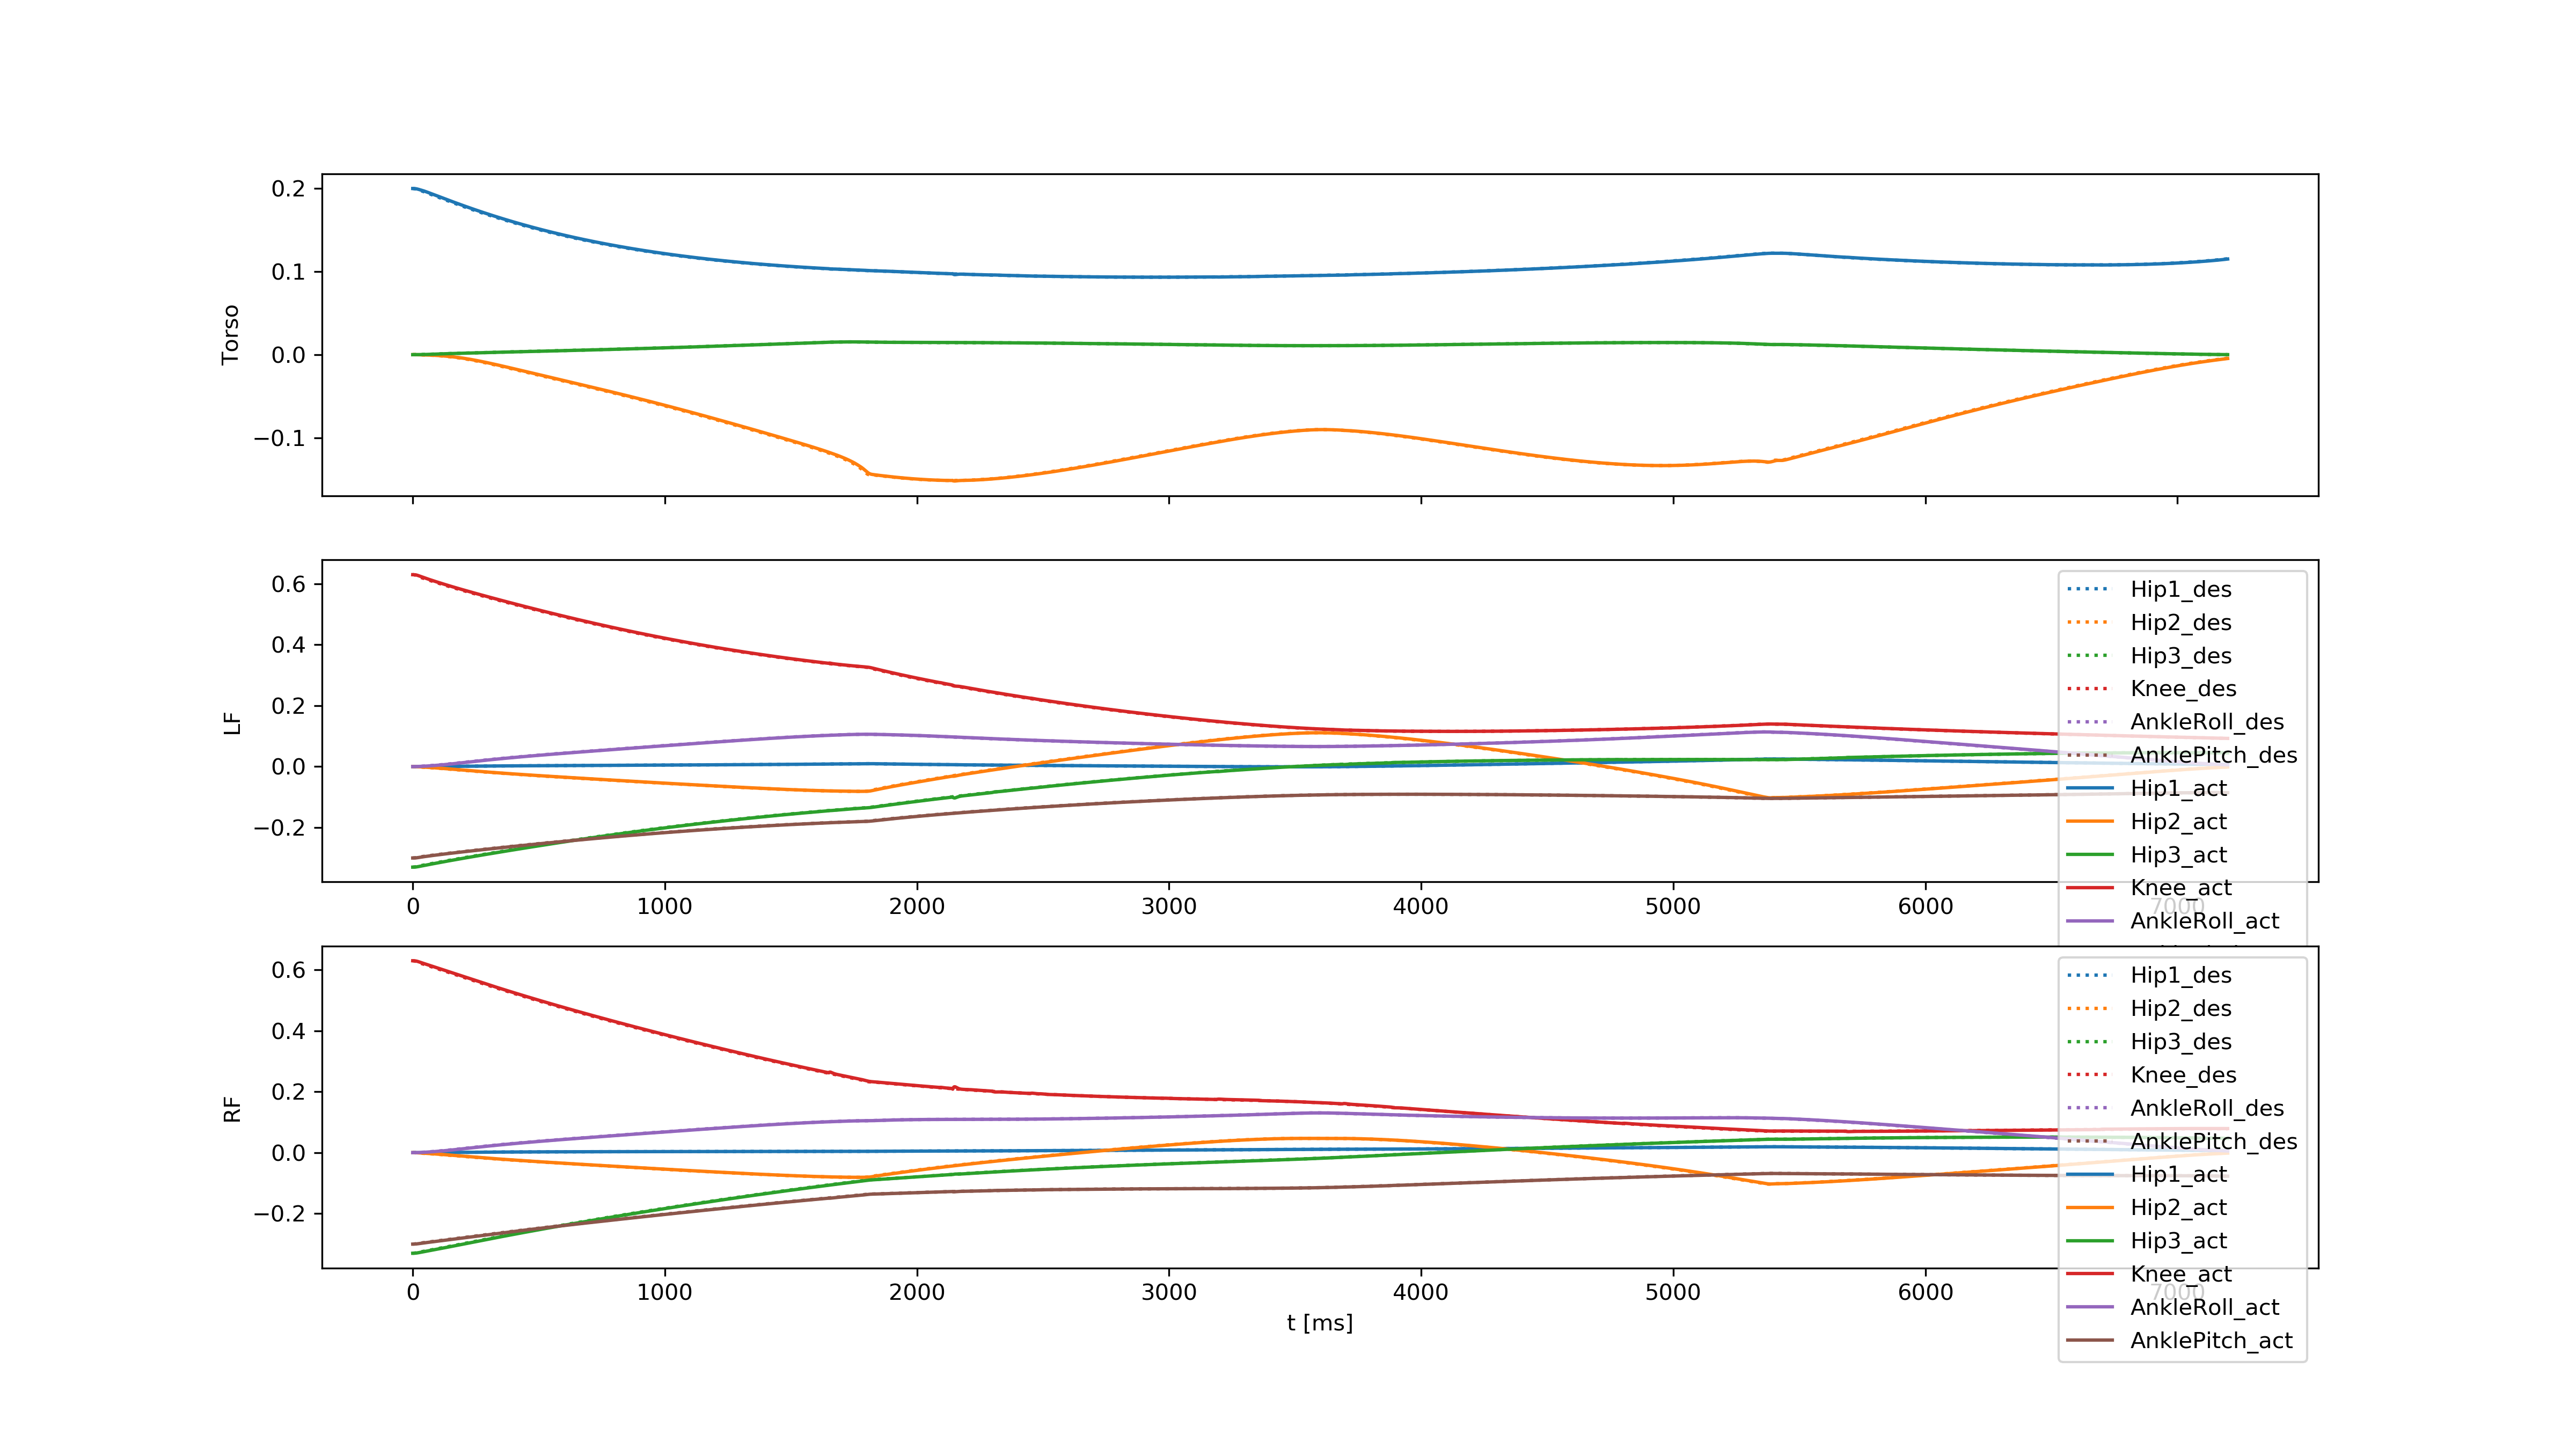 Torso
0.2
0.1
0.0
−0.1
LF
0.6
0.4
0.2
0.0
−0.2
Hip1_des
Hip2_des
Hip3_des
Knee_des
AnkleRoll_des
AnklePitch_des
Hip1_act
Hip2_act
Hip3_act
Knee_act
AnkleRoll_act
0 1000 2000 3000 4000 5000 6000 7000
RF
0.6
0.4
0.2
0.0
−0.2
Hip1_des
Hip2_des
Hip3_des
Knee_des
AnkleRoll_des
AnklePitch_des
Hip1_act
Hip2_act
Hip3_act
Knee_act
AnkleRoll_act
AnklePitch_act
0 1000 2000 3000 4000 5000 6000 7000
t [ms]